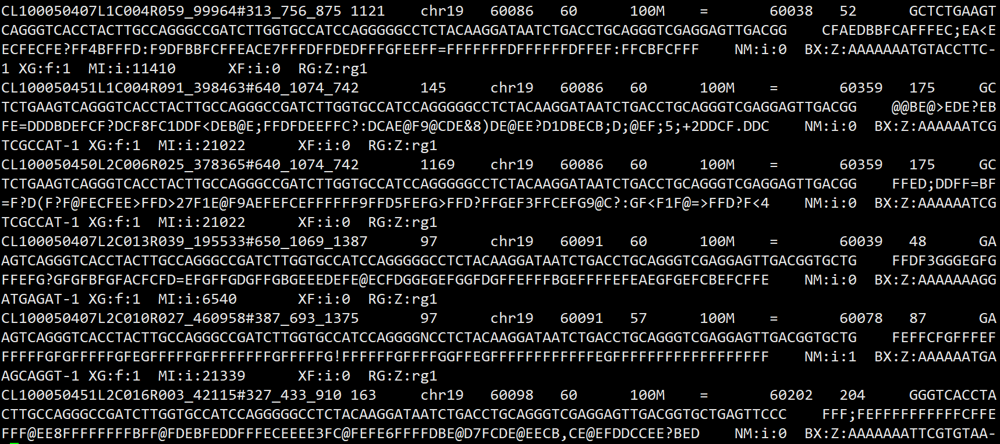 CL100050407L1C004R059_99964#313_756_875 1121    chr19   60086   60      100M    =       60038   52      GCTCTGAAGT
CAGGGTCACCTACTTGCCAGGGCCGATCTTGGTGCCATCCAGGGGGCCTCTACAAGGATAATCTGACCTGCAGGGTCGAGGAGTTGACGG    CFAEDBBFCAFFFEC;EA<E
ECFECFE?FF4BFFFD:F9DFBBFCFFEACE7FFFDFFDEDFFFGFEEFF=FFFFFFFDFFFFFFDFFEF:FFCBFCFFF    NM:i:0  BX:Z:AAAAAAATGTACCTTC-
1 XG:f:1  MI:i:11410      XF:i:0  RG:Z:rg1
CL100050451L1C004R091_398463#640_1074_742       145     chr19   60086   60      100M    =       60359   175     GC
TCTGAAGTCAGGGTCACCTACTTGCCAGGGCCGATCTTGGTGCCATCCAGGGGGCCTCTACAAGGATAATCTGACCTGCAGGGTCGAGGAGTTGACGG    @@BE@>EDE?EB
FE=DDDBDEFCF?DCF8FC1DDF<DEB@E;FFDFDEEFFC?:DCAE@F9@CDE&8)DE@EE?D1DBECB;D;@EF;5;+2DDCF.DDC    NM:i:0  BX:Z:AAAAAATCG
TCGCCAT-1 XG:f:1  MI:i:21022      XF:i:0  RG:Z:rg1
CL100050450L2C006R025_378365#640_1074_742       1169    chr19   60086   60      100M    =       60359   175     GC
TCTGAAGTCAGGGTCACCTACTTGCCAGGGCCGATCTTGGTGCCATCCAGGGGGCCTCTACAAGGATAATCTGACCTGCAGGGTCGAGGAGTTGACGG    FFED;DDFF=BF
=F?D(F?F@FECFEE>FFD>27F1E@F9AEFEFCEFFFFFF9FFD5FEFG>FFD?FFGEF3FFCEFG9@C?:GF<F1F@=>FFD?F<4    NM:i:0  BX:Z:AAAAAATCG
TCGCCAT-1 XG:f:1  MI:i:21022      XF:i:0  RG:Z:rg1
CL100050407L2C013R039_195533#650_1069_1387      97      chr19   60091   60      100M    =       60039   48      GA
AGTCAGGGTCACCTACTTGCCAGGGCCGATCTTGGTGCCATCCAGGGGGCCTCTACAAGGATAATCTGACCTGCAGGGTCGAGGAGTTGACGGTGCTG    FFDF3GGGEGFG
FFEFG?GFGFBFGFACFCFD=EFGFFGDGFFGBGEEEDEFE@ECFDGGEGEFGGFDGFFEFFFBGEFFFFEFEAEGFGEFCBEFCFFE    NM:i:0  BX:Z:AAAAAAAGG
ATGAGAT-1 XG:f:1  MI:i:6540       XF:i:0  RG:Z:rg1
CL100050407L2C010R027_460958#387_693_1375       97      chr19   60091   57      100M    =       60078   87      GA
AGTCAGGGTCACCTACTTGCCAGGGCCGATCTTGGTGCCATCCAGGGGNCCTCTACAAGGATAATCTGACCTGCAGGGTCGAGGAGTTGACGGTGCTG    FEFFCFGFFFEF
FFFFFGFGFFFFFGFEGFFFFFGFFFFFFFGFFFFFG!FFFFFFGFFFFGGFFEGFFFFFFFFFFFFEGFFFFFFFFFFFFFFFFFF    NM:i:1  BX:Z:AAAAAATGA
AGCAGGT-1 XG:f:1  MI:i:21339      XF:i:0  RG:Z:rg1
CL100050451L2C016R003_42115#327_433_910 163     chr19   60098   60      100M    =       60202   204     GGGTCACCTA
CTTGCCAGGGCCGATCTTGGTGCCATCCAGGGGGCCTCTACAAGGATAATCTGACCTGCAGGGTCGAGGAGTTGACGGTGCTGAGTTCCC    FFF;FEFFFFFFFFFFCFFE
FFF@EE8FFFFFFFFBFF@FDEBFEDDFFFECEEEE3FC@FEFE6FFFFDBE@D7FCDE@EECB,CE@EFDDCCEE?BED    NM:i:0  BX:Z:AAAAAAATTCGTGTAA-